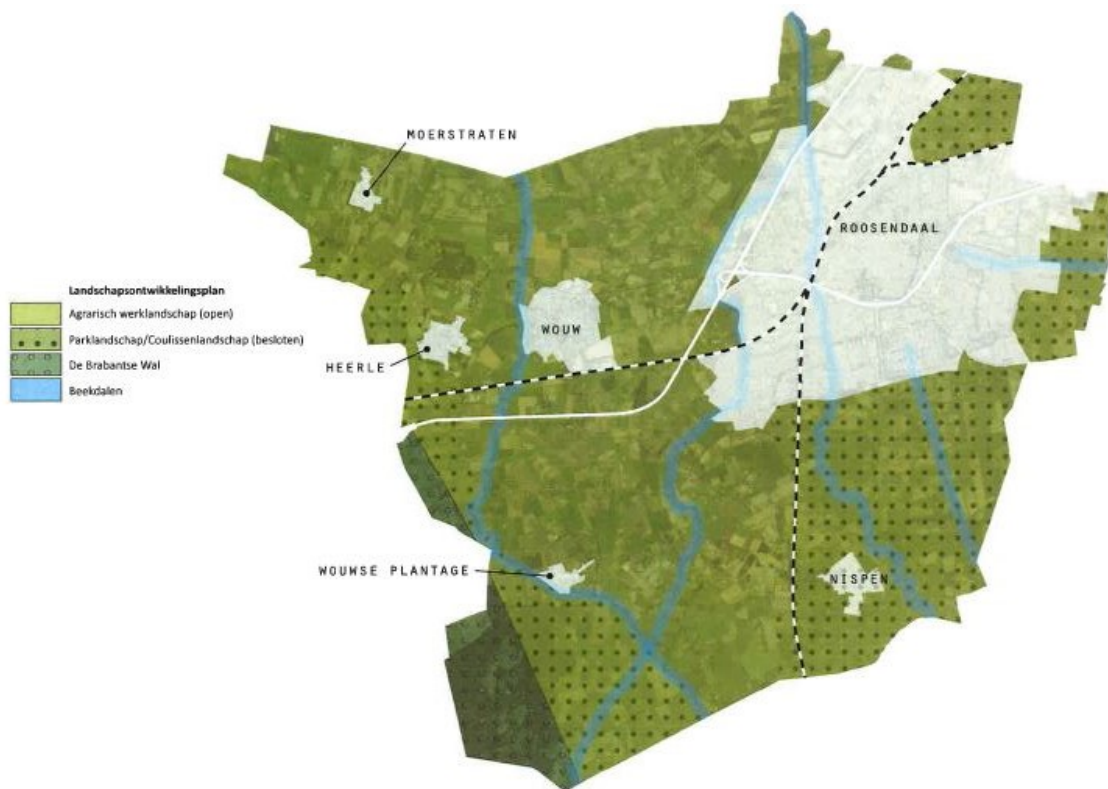 MOERSTRATEN
ROOSENDAAL
Landschapsontwikkelingsplan
Agrarisch werklandschap (open)
Parklandschap/Coulissenlandschap (besloten)
De Brabantse Wal
Beekdalen
WOUW
HEERLE
WOUWSE PLANTAGE
NISPEN